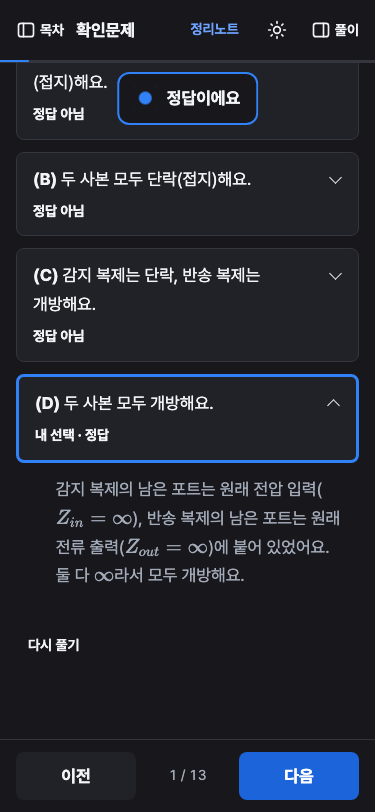 목차 확인문제 정리노트 풀이
(접지)해요.
정답이에요
정답 아님
(B) 두 사본 모두 단락(접지)해요.
정답 아님
(C) 감지 복제는 단락, 반송 복제는
개방해요.
정답 아님
(D) 두 사본 모두 개방해요.
내 선택 · 정답
감지 복제의 남은 포트는 원래 전압 입력(
Z_{in} = ∞), 반송 복제의 남은 포트는 원래
전류 출력(Z_{out} = ∞)에 붙어 있었어요.
둘 다 ∞라서 모두 개방해요.
다시 풀기
이전 1 / 13 다음